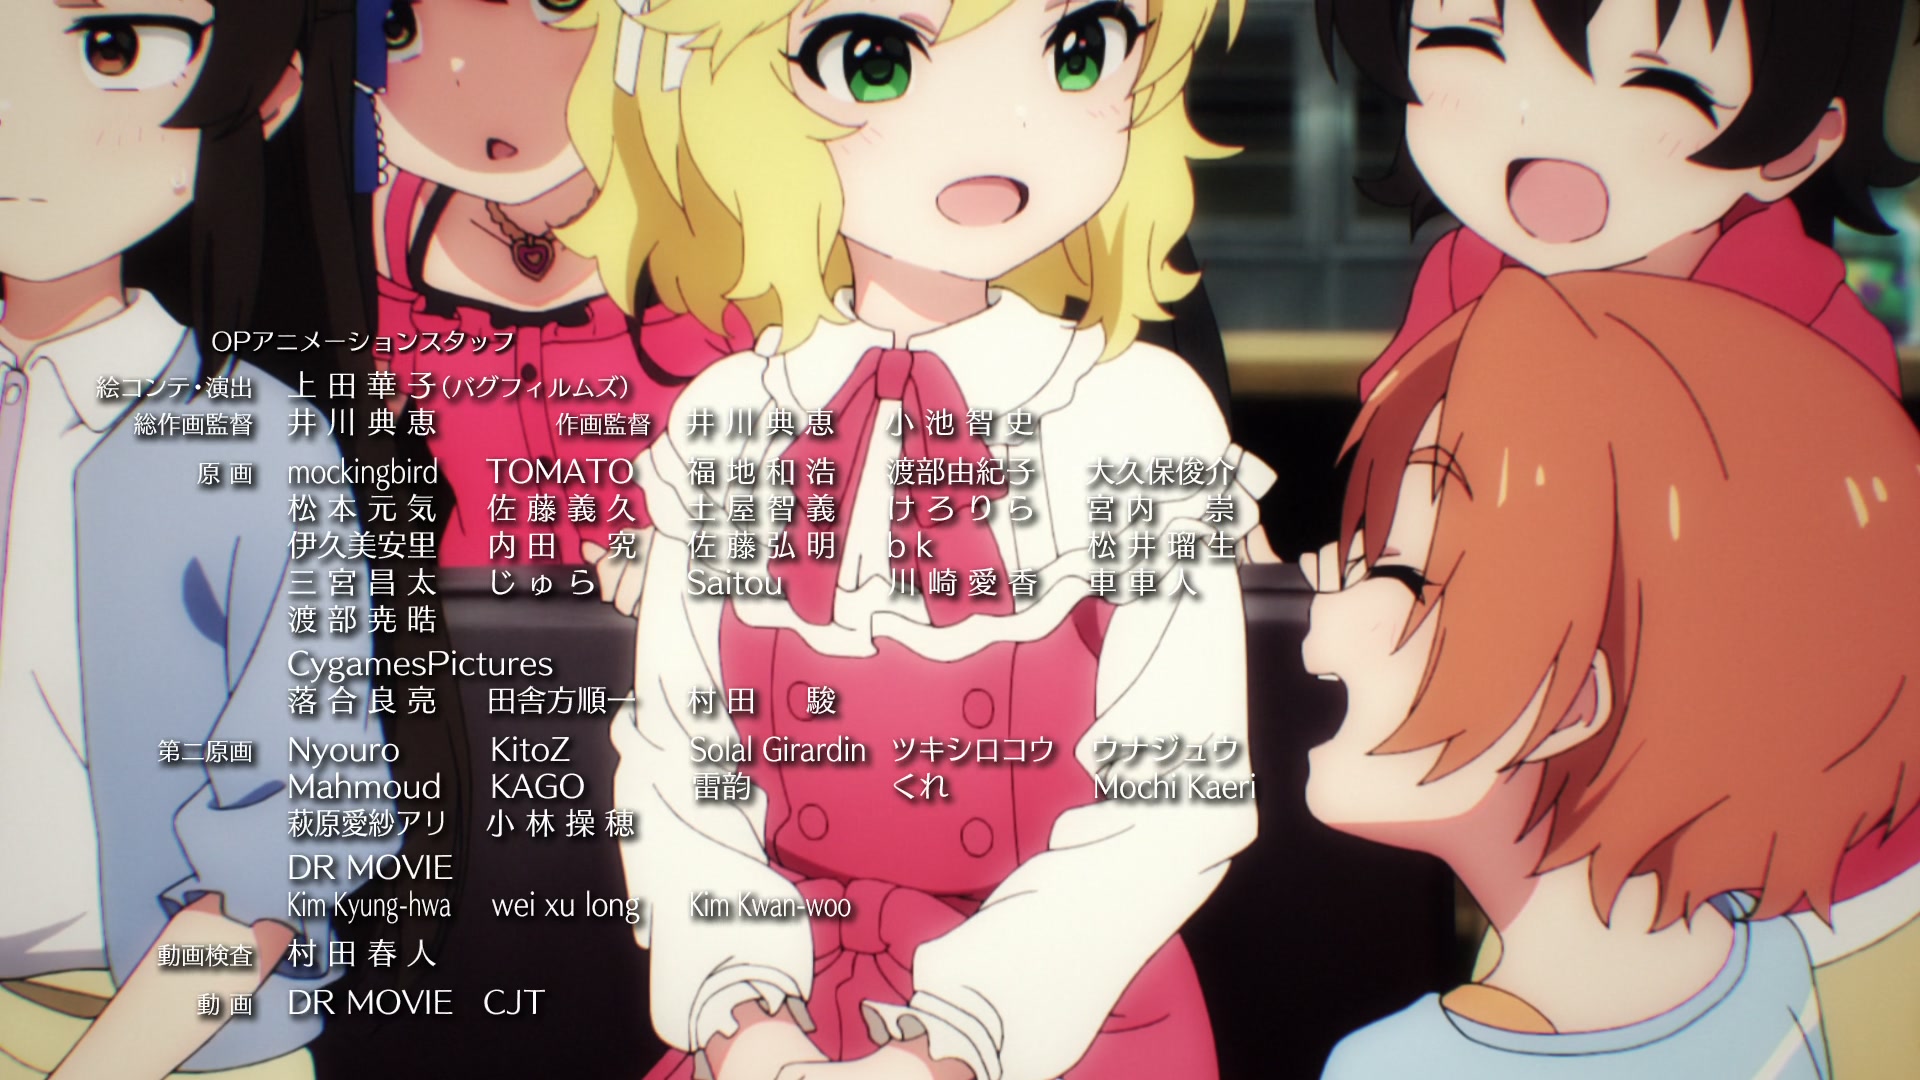 OPアニメーションスタッフ
絵コンテ・演出 上田華子(バグフィルムズ)
総作画監督 井川典恵 作画監督 井川典恵 小池智史
原画 mockingbird TOMATO 福地和浩 渡部由紀子 大久保俊介
松本元気 佐藤義久 土屋智義 けろりら 宮内崇
伊久美安里 内田究 佐藤弘明 bk 松井瑠生
三宮昌太 じゅら Saitou 川崎愛香 車車人
渡部尭晧
CygamesPictures
落合良亮 田舎方順一 村田駿
第二原画 Nyouro KitoZ Solal Girardin ツキシロコウ ウナジュウ
Mahmoud KAGO 雷韵 くれ Mochi Kaeri
萩原愛紗アリ 小林操穂
DR MOVIE
Kim Kyung-hwa wei xu long Kim Kwan-woo
動画検査 村田春人
動画 DR MOVIE CJT